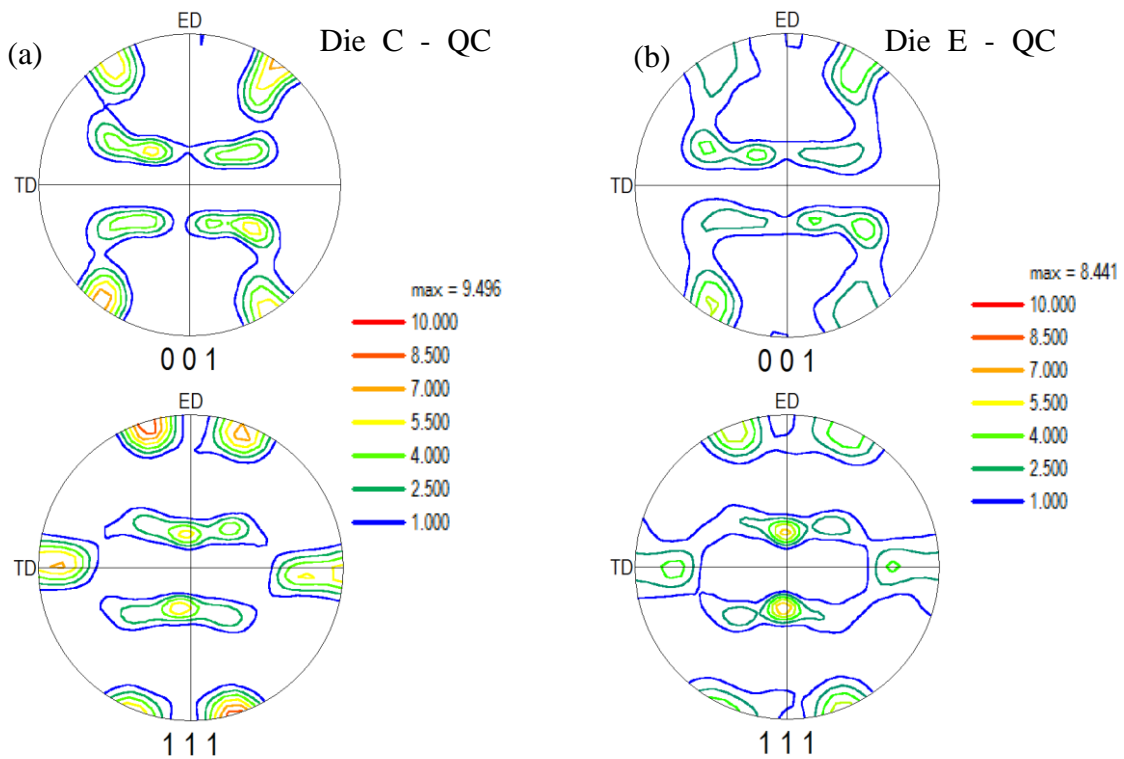 (a)
ED
Die C - QC
TD
0 0 1
max = 9.496
10.000
8.500
7.000
5.500
4.000
2.500
1.000
ED
TD
1 1 1
(b)
ED
Die E - QC
TD
0 0 1
max = 8.441
10.000
8.500
7.000
5.500
4.000
2.500
1.000
ED
TD
1 1 1